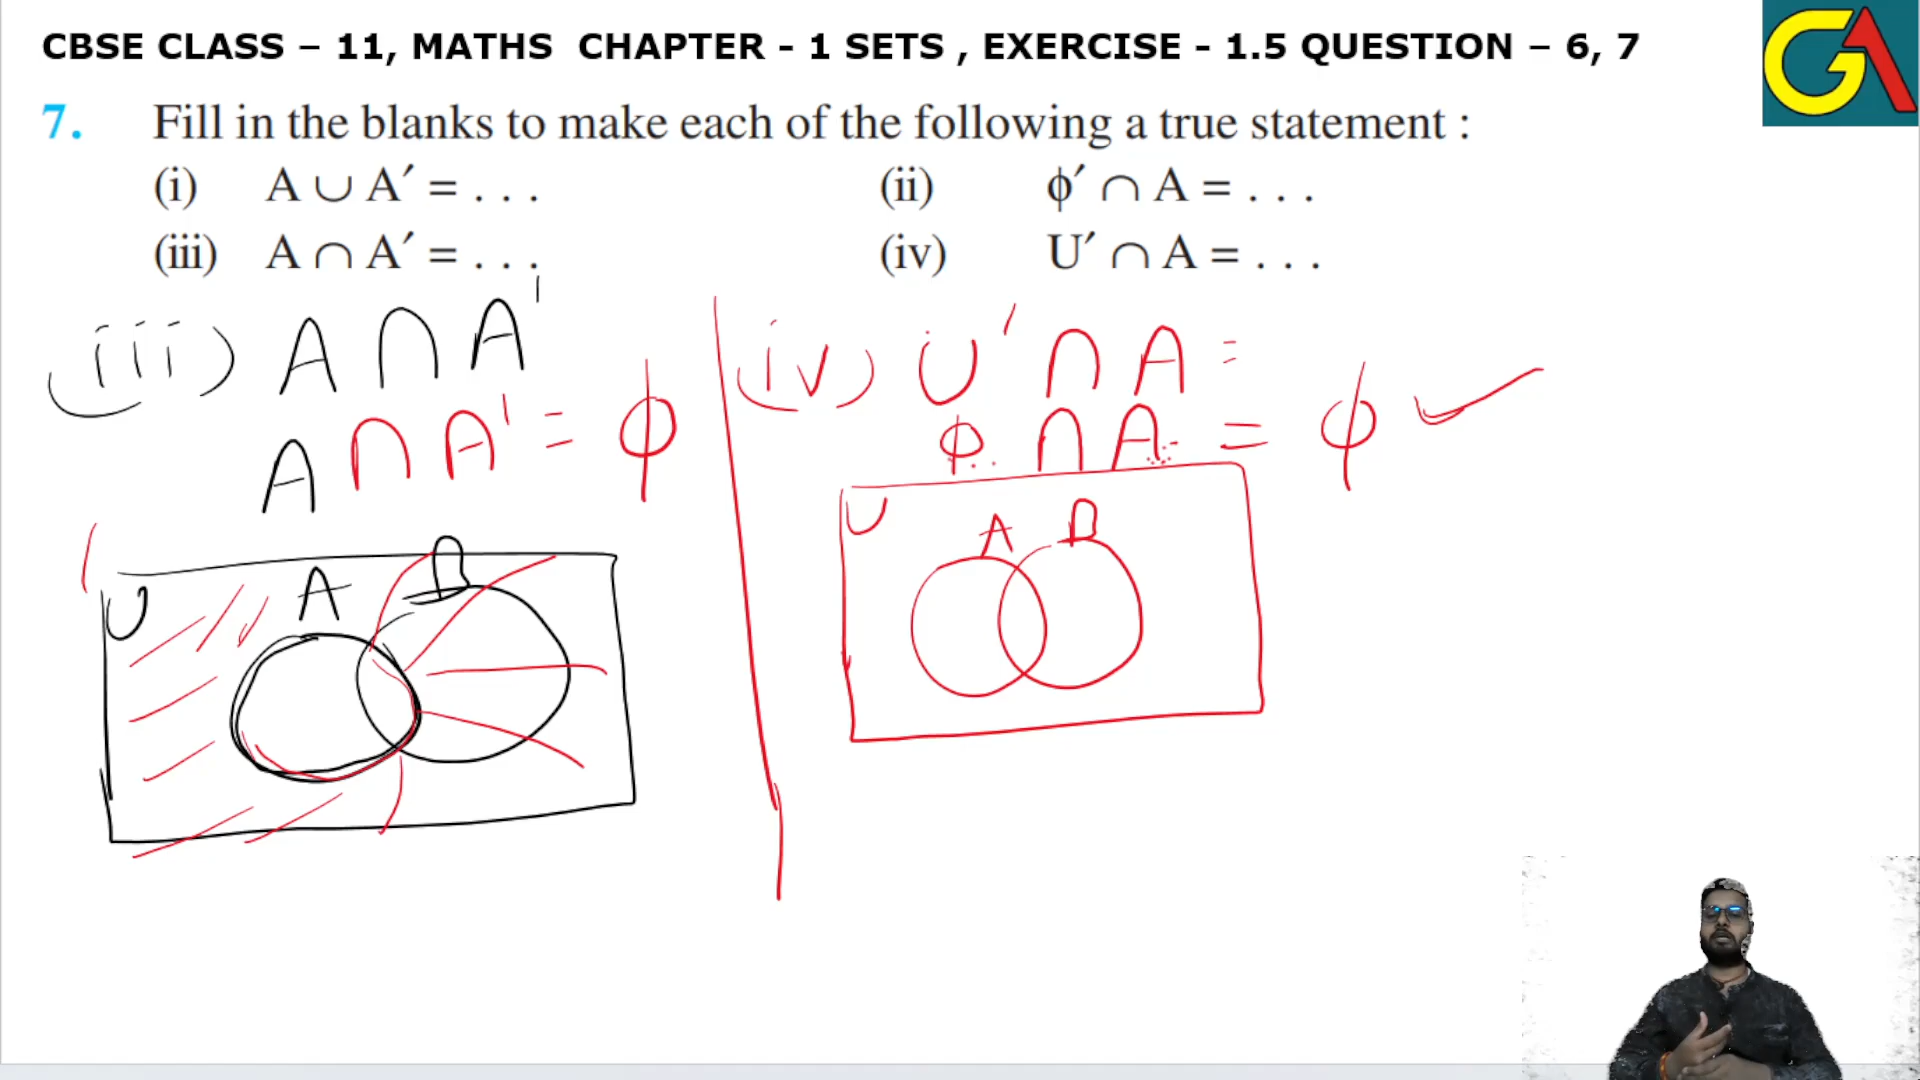 CBSE CLASS – 11, MATHS CHAPTER - 1 SETS , EXERCISE - 1.5 QUESTION – 6, 7
GA
7. Fill in the blanks to make each of the following a true statement :
(i) A ∪ A′ = . . . (ii) ϕ′ ∩ A = . . .
(iii) A ∩ A′ = . . . (iv) U′ ∩ A = . . .
(iii) A ∩ A'
A ∩ A' = ϕ
U A B
(iv) U' ∩ A =
ϕ ∩ A = ϕ ✓
U A B